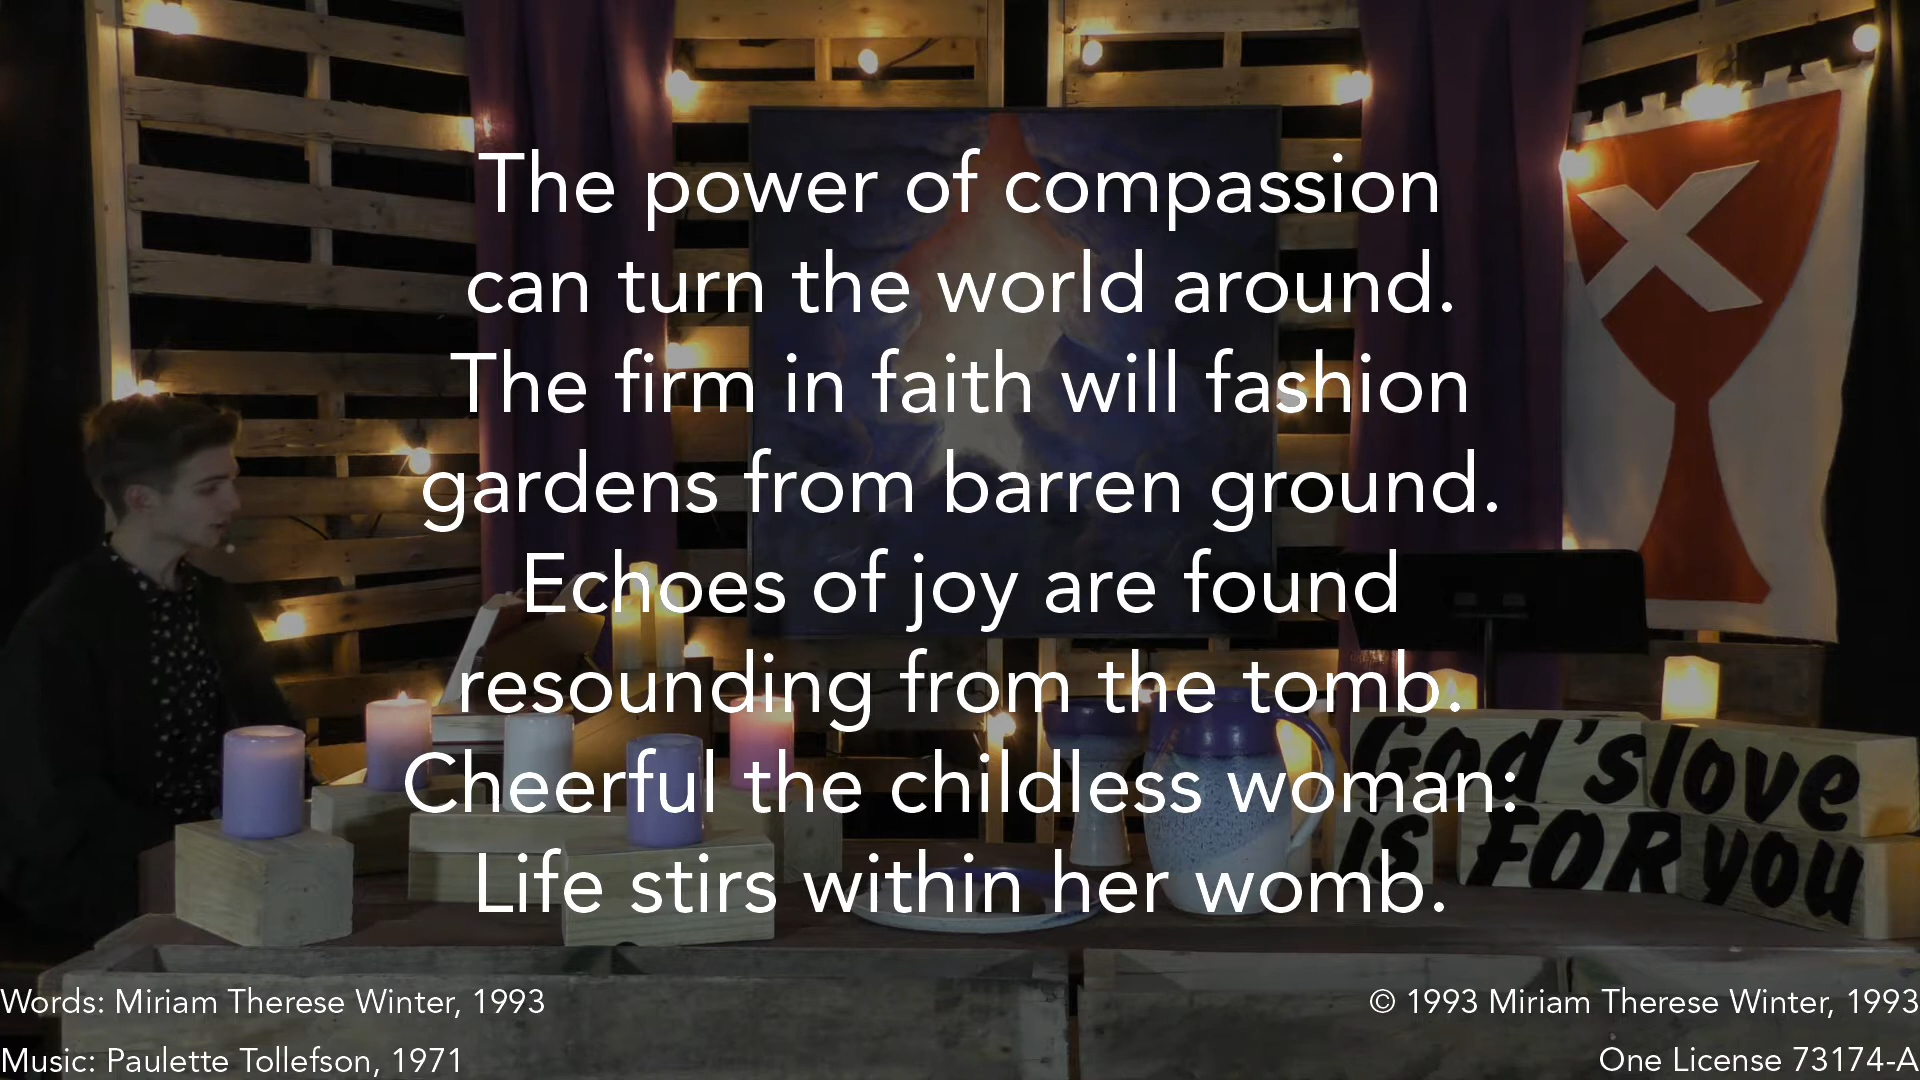 The power of compassion
can turn the world around.
The firm in faith will fashion
gardens from barren ground.
Echoes of joy are found
resounding from the tomb.
Cheerful the childless woman:
Life stirs within her womb.
God's love
is FOR you
Words: Miriam Therese Winter, 1993
Music: Paulette Tollefson, 1971
© 1993 Miriam Therese Winter, 1993
One License 73174-A